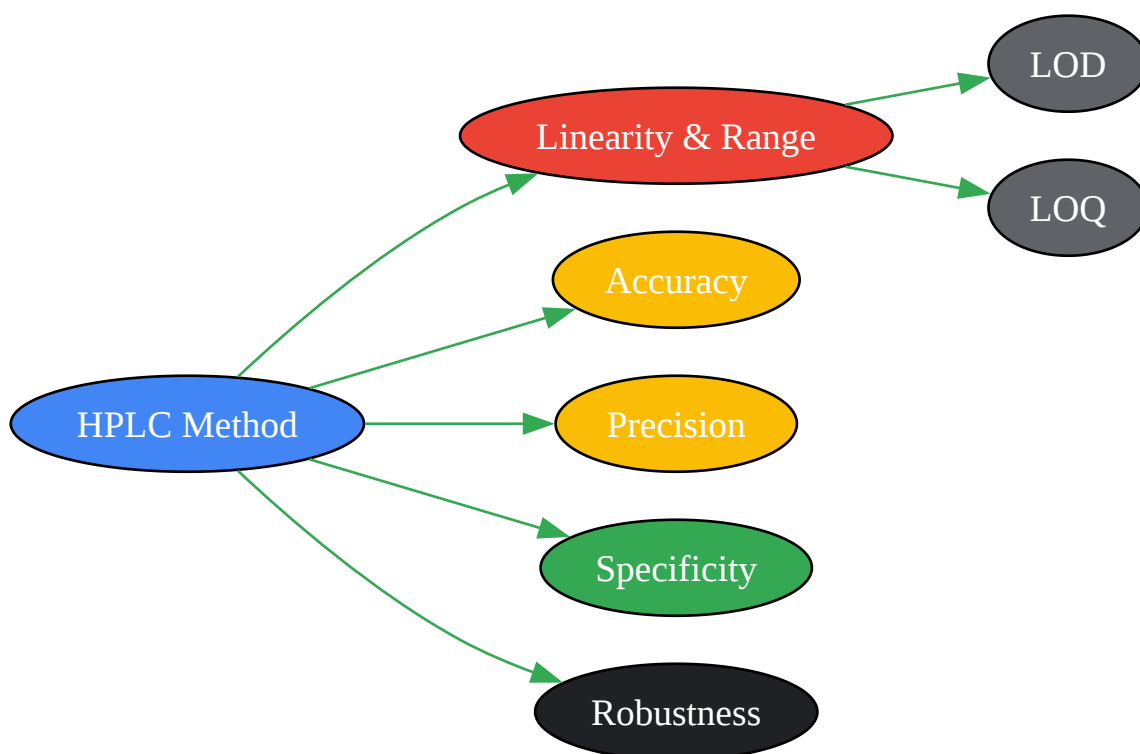 LOD
Linearity & Range
LOQ
Accuracy
HPLC Method
Precision
Specificity
Robustness